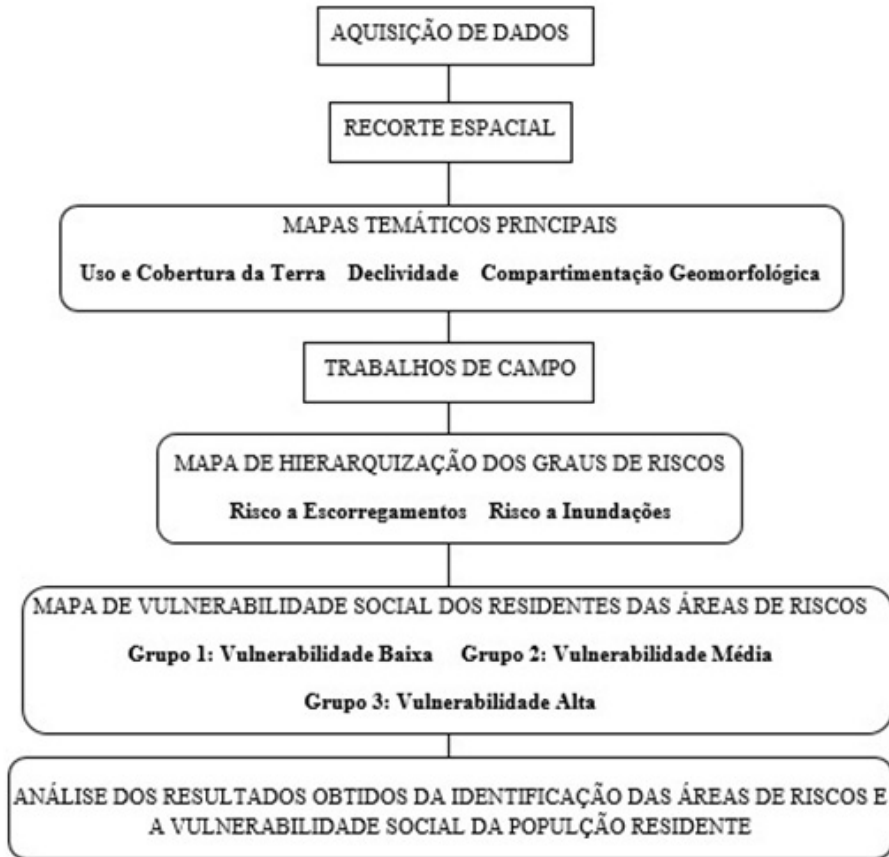 AQUISIÇÃO DE DADOS
RECORTE ESPACIAL
MAPAS TEMÁTICOS PRINCIPAIS
Uso e Cobertura da Terra Declividade Compartimentação Geomorfológica
TRABALHOS DE CAMPO
MAPA DE HIERARQUIZAÇÃO DOS GRAUS DE RISCOS
Risco a Escorregamentos Risco a Inundações
MAPA DE VULNERABILIDADE SOCIAL DOS RESIDENTES DAS ÁREAS DE RISCOS
Grupo 1: Vulnerabilidade Baixa Grupo 2: Vulnerabilidade Média
Grupo 3: Vulnerabilidade Alta
ANÁLISE DOS RESULTADOS OBTIDOS DA IDENTIFICAÇÃO DAS ÁREAS DE RISCOS E
A VULNERABILIDADE SOCIAL DA POPULÇÃO RESIDENTE